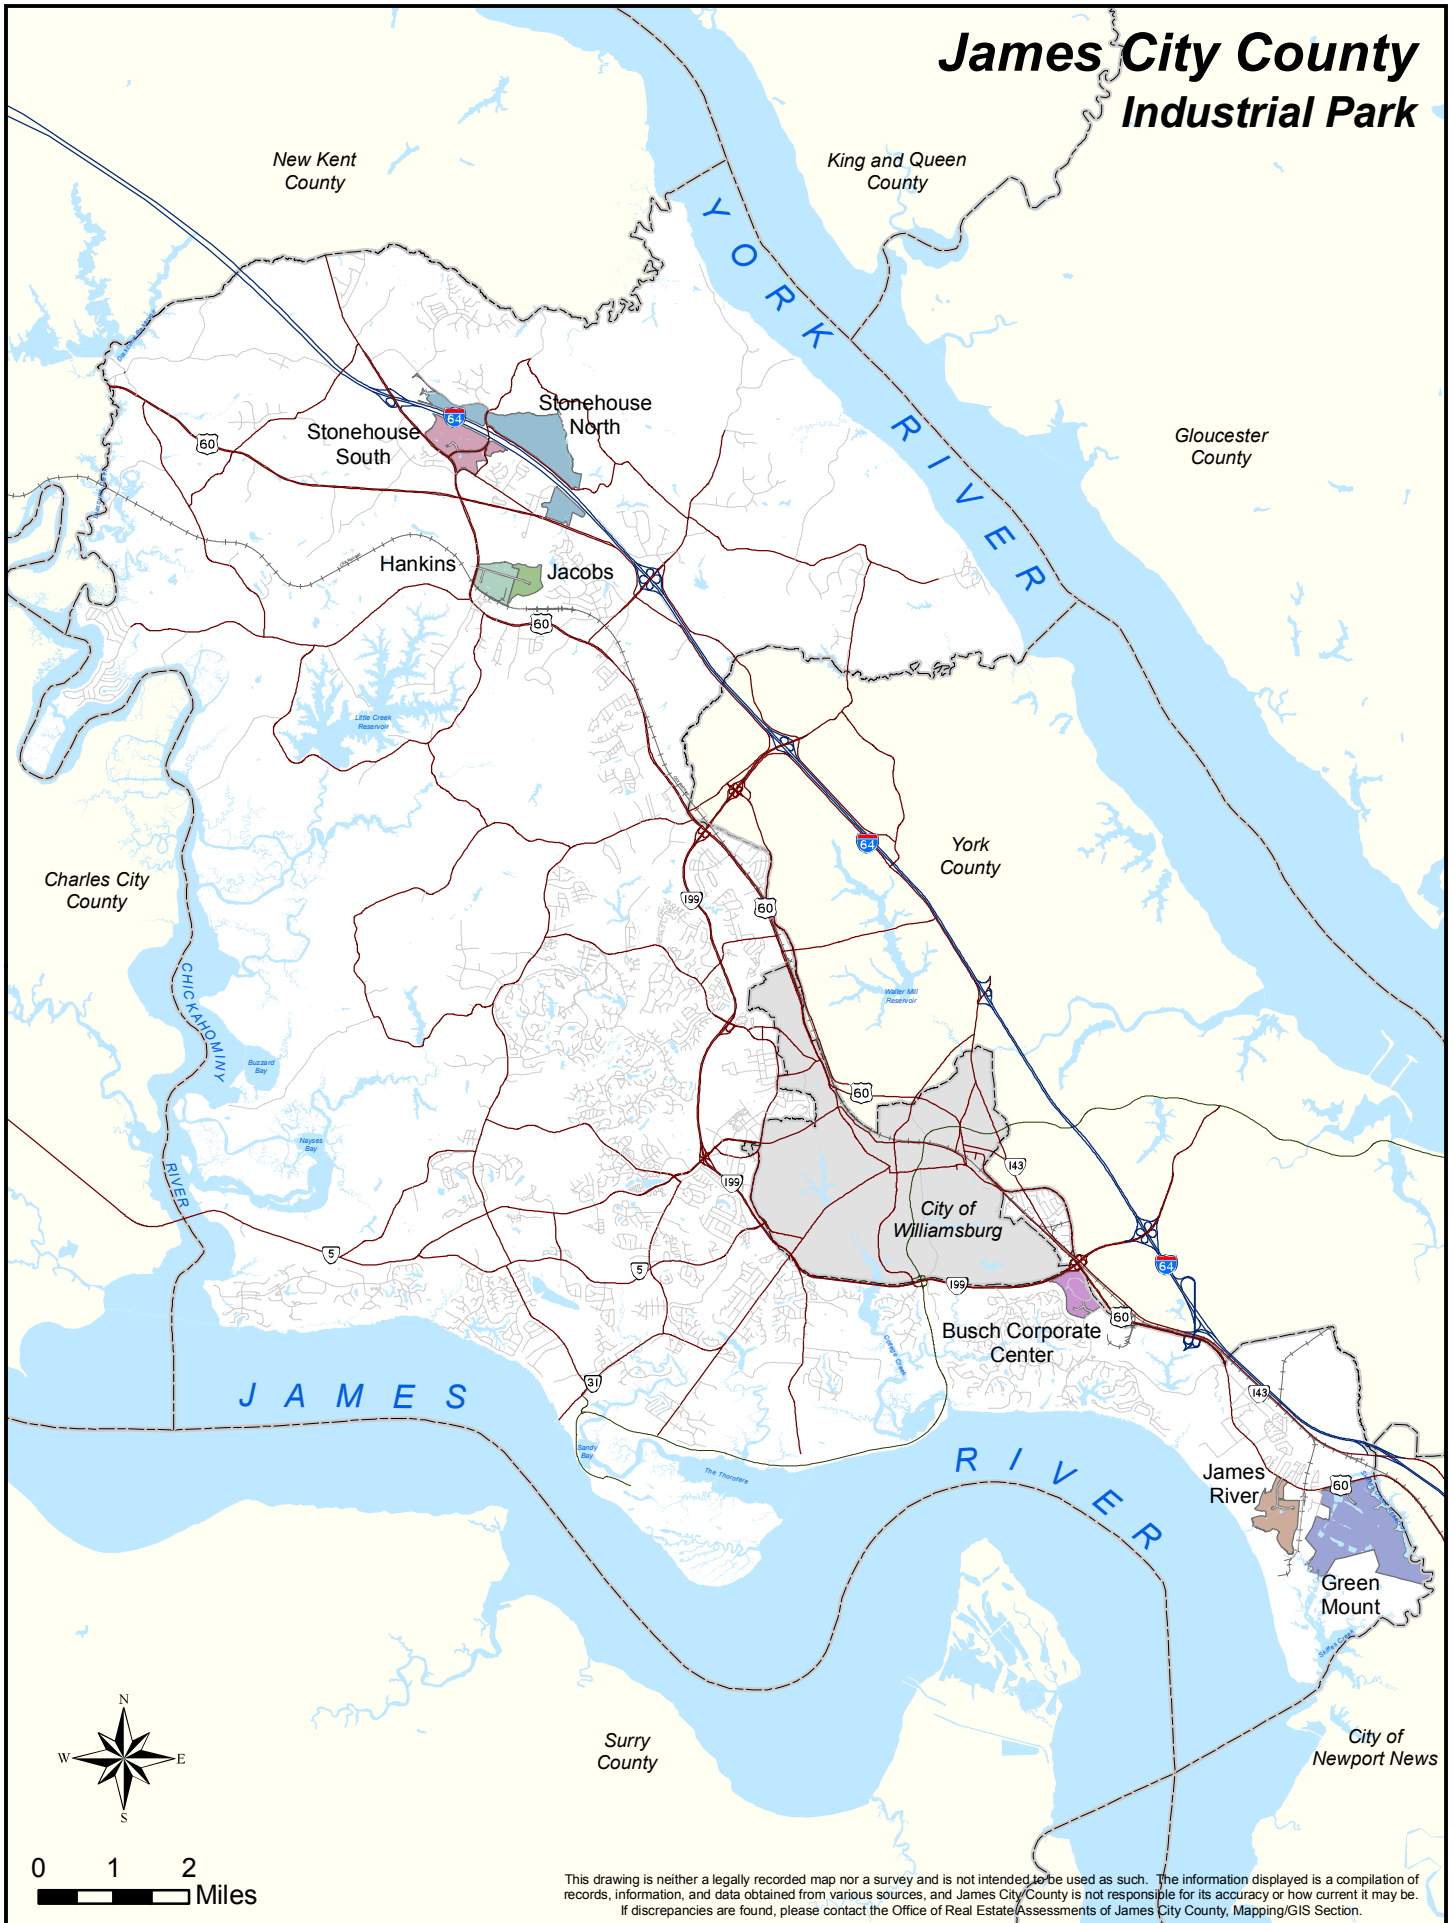 James City County
Industrial Park
New Kent
County
King and Queen
County
YORK RIVER
Stonehouse
North
64
Stonehouse
South
60
Gloucester
County
Hankins
Jacobs
60
Little Creek
Reservoir
64
York
County
Charles City
County
199
60
CHICKAHOMINY
RIVER
Waller Mill
Reservoir
Buzzard
Bay
60
Nayses
Bay
143
199
City of
Williamsburg
5
5
64
199
60
Busch Corporate
Center
College Creek
31
143
JAMES
RIVER
Sandy
Bay
The Thorofare
James
River
60
Green
Mount
Skiffes Creek
Surry
County
City of
Newport News
N
W E
S
0 1 2
Miles
This drawing is neither a legally recorded map nor a survey and is not intended to be used as such. The information displayed is a compilation of
records, information, and data obtained from various sources, and James City County is not responsible for its accuracy or how current it may be.
If discrepancies are found, please contact the Office of Real Estate Assessments of James City County, Mapping/GIS Section.